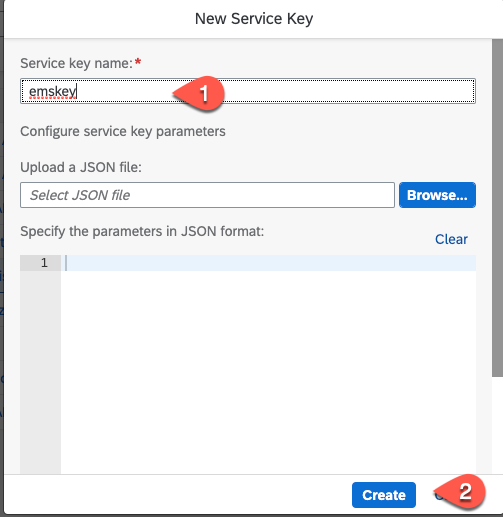 New Service Key
Service key name:*
emskey
1
Configure service key parameters
Upload a JSON file:
Select JSON file
Browse...
Specify the parameters in JSON format:
Clear
1
Create
2